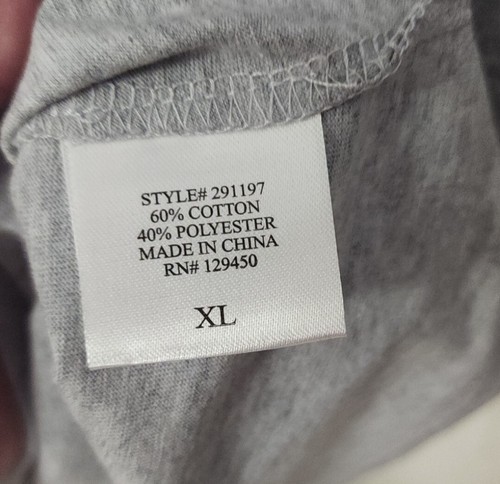 STYLE# 291197
60% COTTON
40% POLYESTER
MADE IN CHINA
RN# 129450
XL